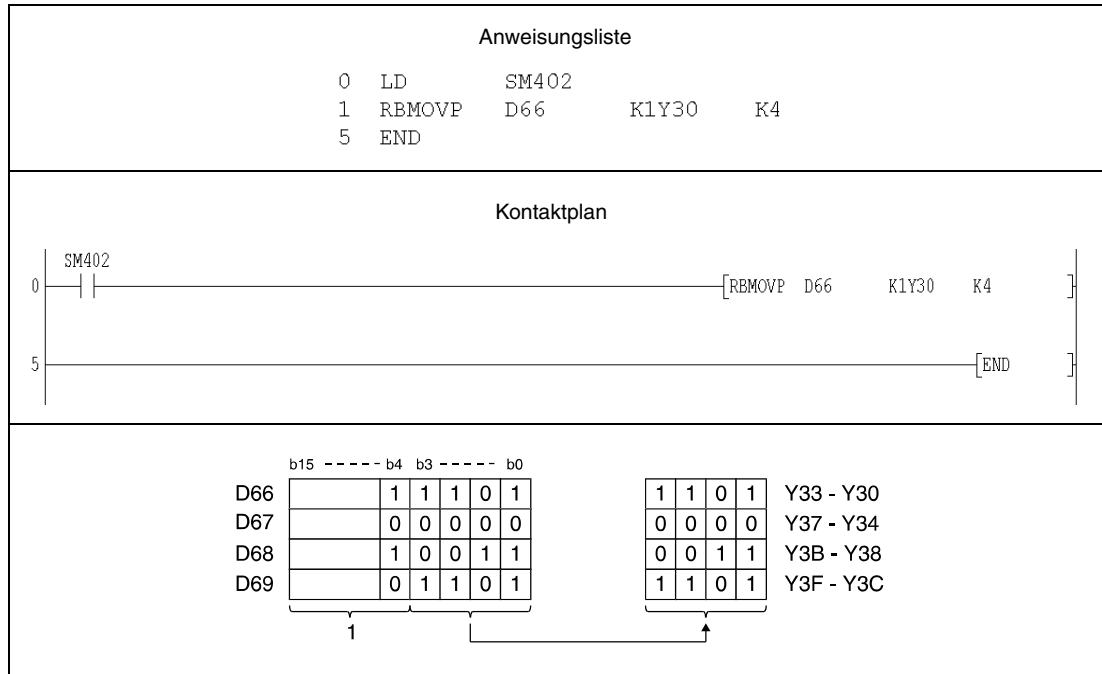 Anweisungsliste
0 LD SM402
1 RBMOVP D66 K1Y30 K4
5 END
Kontaktplan
SM402
0 [RBMOVP D66 K1Y30 K4 ]
5 [END ]
b15 ----- b4 b3 ----- b0
D66 1 1 1 0 1 1 1 0 1 Y33 - Y30
D67 0 0 0 0 0 0 0 0 0 Y37 - Y34
D68 1 0 0 1 1 0 0 1 1 Y3B - Y38
D69 0 1 1 0 1 1 1 0 1 Y3F - Y3C
1